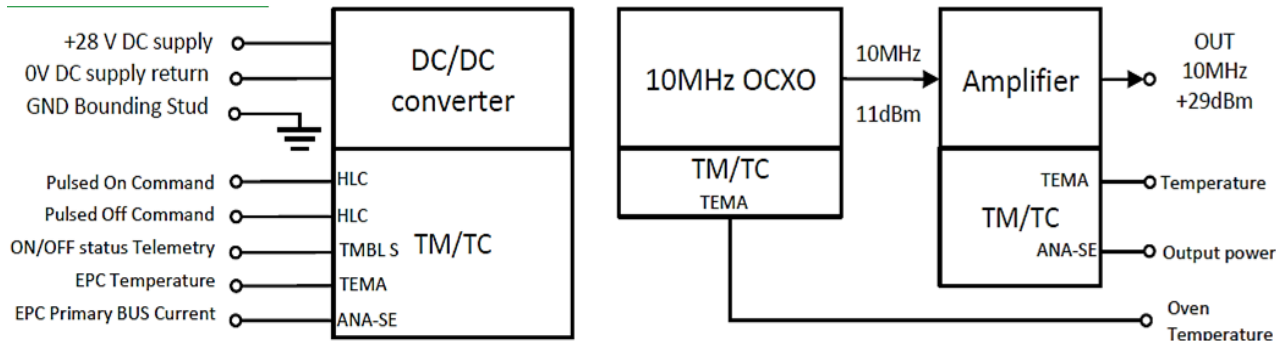 +28 V DC supply
0V DC supply return
GND Bounding Stud
DC/DC
converter
Pulsed On Command
Pulsed Off Command
ON/OFF status Telemetry
EPC Temperature
EPC Primary BUS Current
HLC
HLC
TMBL S
TEMA
ANA-SE
TM/TC
10MHz OCXO
TM/TC
TEMA
10MHz
11dBm
Amplifier
OUT
10MHz
+29dBm
TEMA
TM/TC
ANA-SE
Temperature
Output power
Oven
Temperature